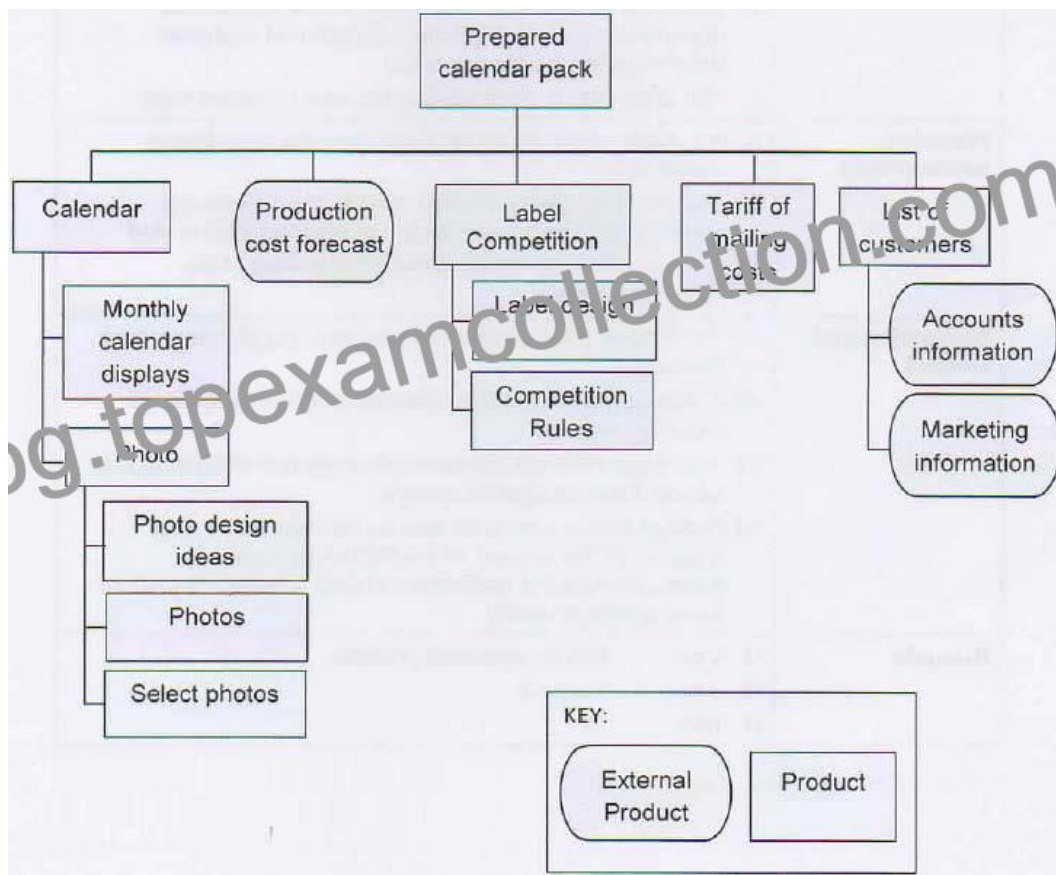 Prepared
calendar pack
Calendar
Production
cost forecast
Label
Competition
Tariff of
mailing
costs
List of
customers
Monthly
calendar
displays
Label design
Accounts
information
Competition
Rules
Photo
Marketing
information
Photo design
ideas
Photos
Select photos
KEY:
External
Product
Product
og.topexamcollection.com